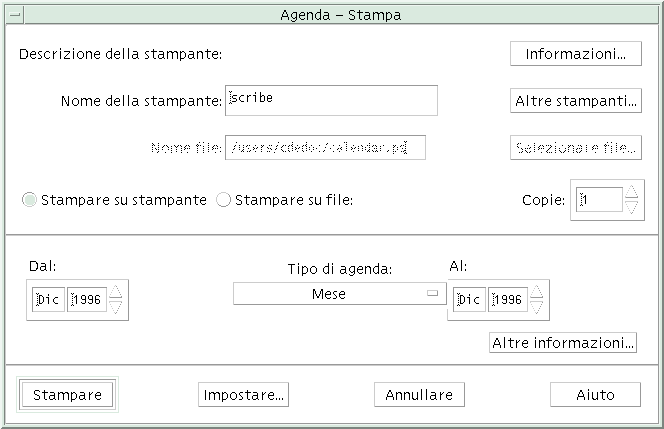 Agenda – Stampa
Descrizione della stampante:
Informazioni...
Nome della stampante:
scribe
Altre stampanti...
Nome file:
/users/cdedoc/calendar.ps
Selezionare file...
Stampare su stampante
Stampare su file:
Copie:
1
Dal:
Tipo di agenda:
Al:
Dic
1996
Mese
Dic
1996
Altre informazioni...
Stampare
Impostare...
Annullare
Aiuto